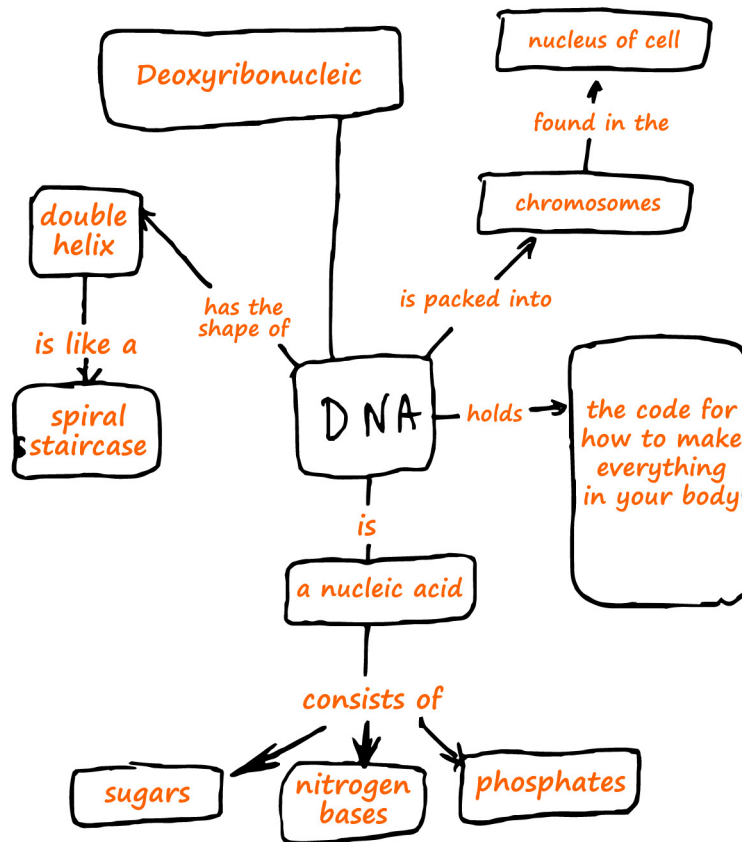 nucleus of cell
Deoxyribonucleic
found in the
double
helix
chromosomes
has the
shape of
is packed into
is like a
spiral
staircase
DNA
holds
the code for
how to make
everything
in your body
is
a nucleic acid
consists of
sugars
nitrogen
bases
phosphates